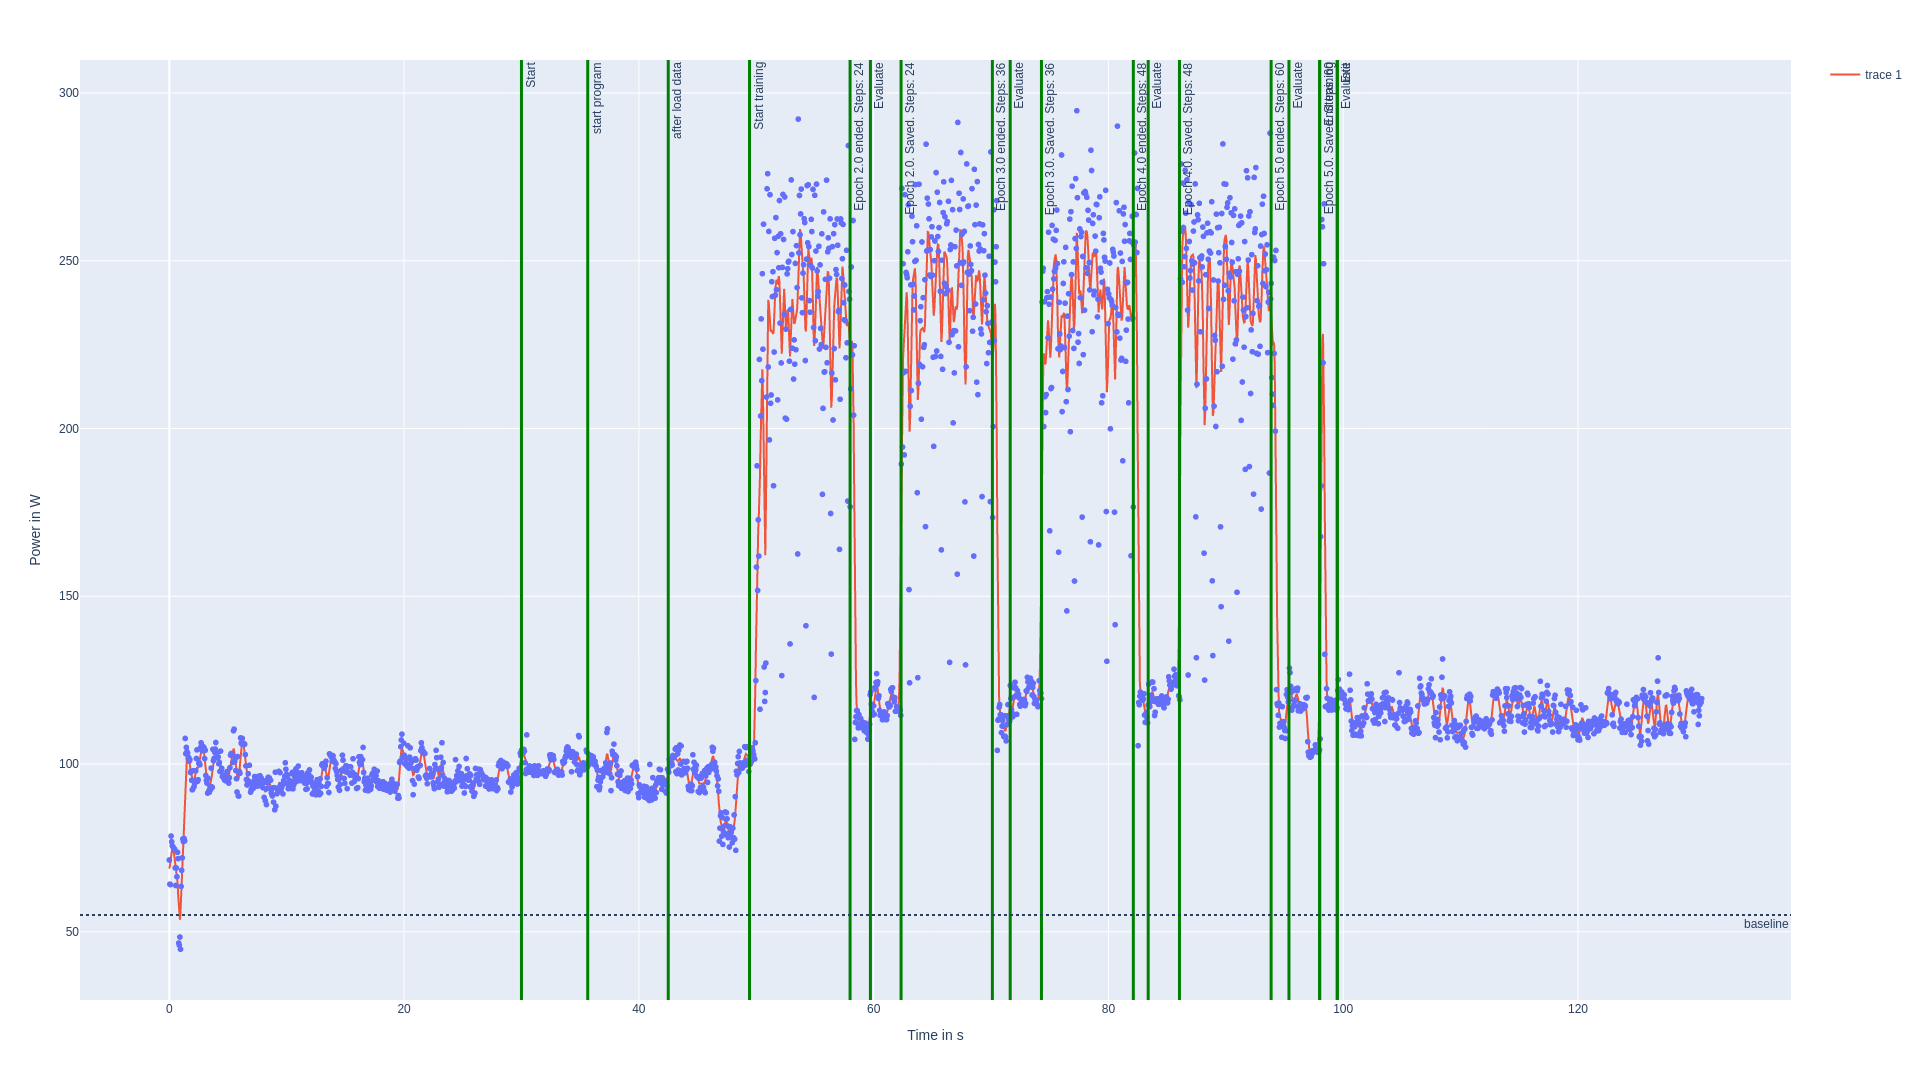 Start
start program
after load data
Start training
Epoch 2.0 ended. Steps: 24
Evaluate
Epoch 2.0. Saved. Steps: 24
Epoch 3.0 ended. Steps: 36
Evaluate
Epoch 3.0. Saved. Steps: 36
Epoch 4.0 ended. Steps: 48
Evaluate
Epoch 4.0. Saved. Steps: 48
Epoch 5.0 ended. Steps: 60
Evaluate
Epoch 5.0. Saved. Steps: 60
Evaluate
trace 1
300
250
200
150
100
50
Power in W
baseline
0
20
40
60
80
100
120
Time in s